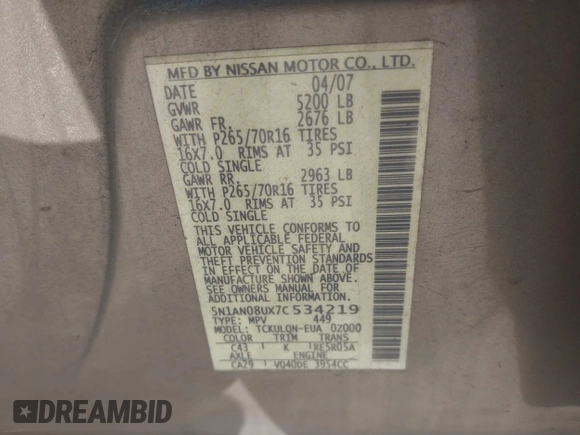 MFD BY NISSAN MOTOR CO., LTD.
DATE 04/07
GVWR 5200 LB
GAWR FR. 2676 LB
WITH P265/70R16 TIRES
16X7.0 RIMS AT 35 PSI
COLD SINGLE
GAWR RR. 2963 LB
WITH P265/70R16 TIRES
16X7.0 RIMS AT 35 PSI
COLD SINGLE
THIS VEHICLE CONFORMS TO
ALL APPLICABLE FEDERAL
MOTOR VEHICLE SAFETY AND
THEFT PREVENTION STANDARDS
IN EFFECT ON THE DATE OF
MANUFACTURE SHOWN ABOVE.
SEE OWNERS MANUAL FOR
ADDITIONAL INFORMATION
5N1AN08UX7C534219
TYPE: MPV 449
MODEL: TCKULQN-EUA 0Z000
COLOR TRIM TRANS
C43 K RE5R05A
AXLE ENGINE
CA29 VQ40DE 3954CC
DREAMBID